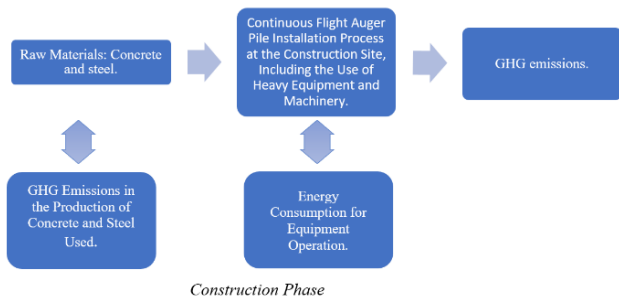 Raw Materials: Concrete
and steel.
Continuous Flight Auger
Pile Installation Process
at the Construction Site,
Including the Use of
Heavy Equipment and
Machinery.
GHG emissions.
GHG Emissions in
the Production of
Concrete and Steel
Used.
Energy
Consumption for
Equipment
Operation.
Construction Phase